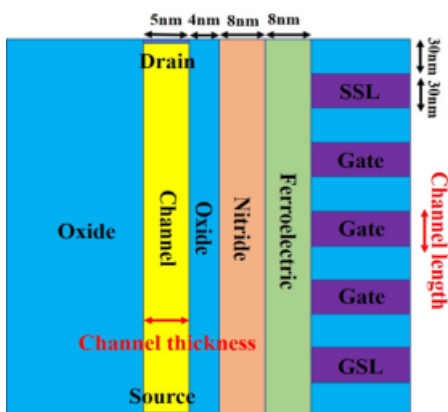 5nm 4nm 8nm 8nm
30nm
30nm
Drain
SSL
Gate
Channel
Oxide
Nitride
Ferroelectric
Oxide
Gate
Channel length
Gate
Channel thickness
GSL
Source